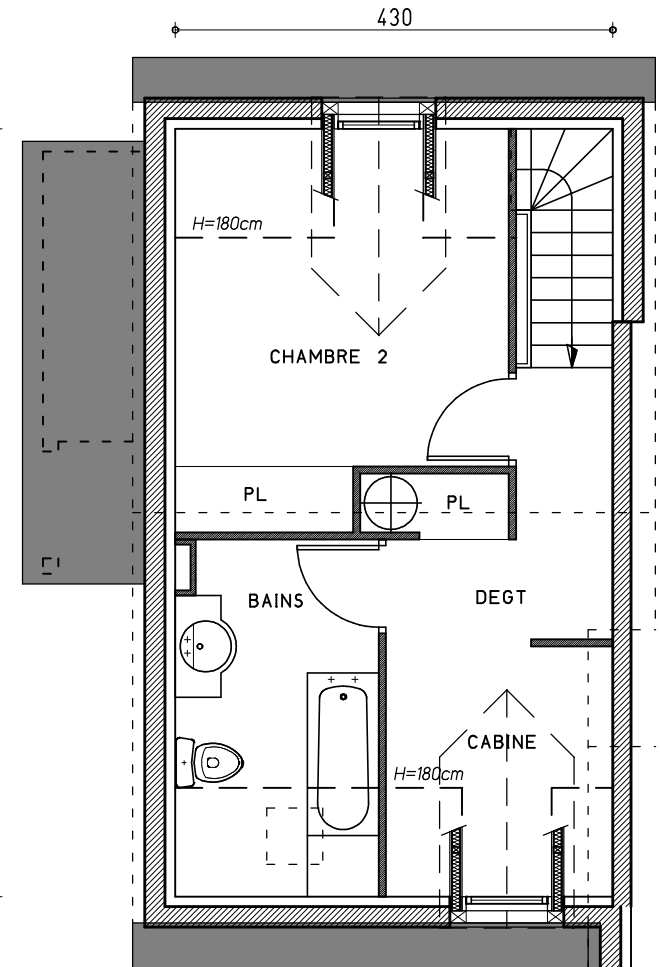 430
H=180cm
CHAMBRE 2
PL
PL
BAINS
DEGT
CABINE
H=180cm